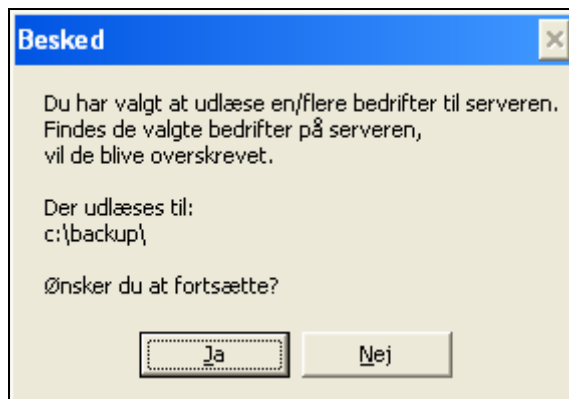 Besked
Du har valgt at udlæse en/flere bedrifter til serveren.
Findes de valgte bedrifter på serveren,
vil de blive overskrevet.
Der udlæses til:
c:\backup\
Ønsker du at fortsætte?
Ja
Nej